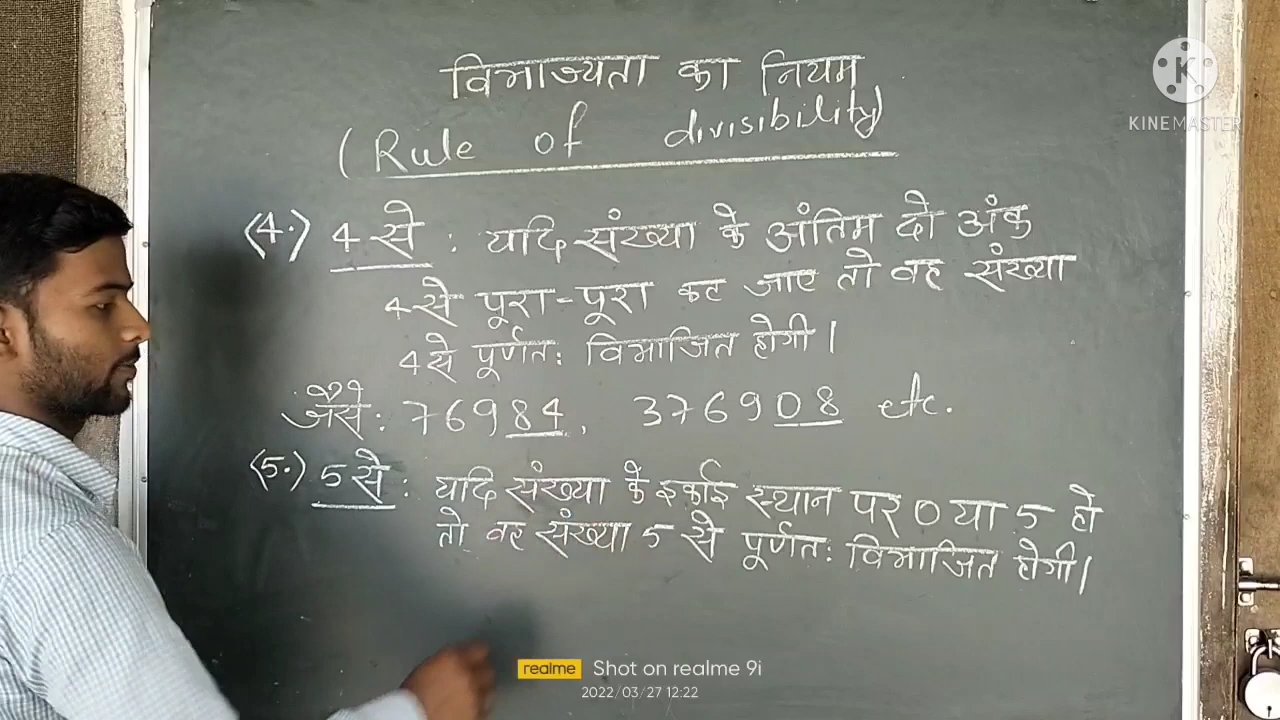 विभाज्यता का नियम
(Rule of divisibility)
K
KINEMASTER
(4.) 4 से : यदि संख्या के अंतिम दो अंक
4 से पूरा-पूरा कट जाए तो वह संख्या
4 से पूर्णतः विभाजित होगी।
जैसे: 76984, 376908 etc.
(5.) 5 से : यदि संख्या के इकाई स्थान पर 0 या 5 हो
तो वह संख्या 5 से पूर्णतः विभाजित होगी।
realme Shot on realme 9i
2022/03/27 12:22